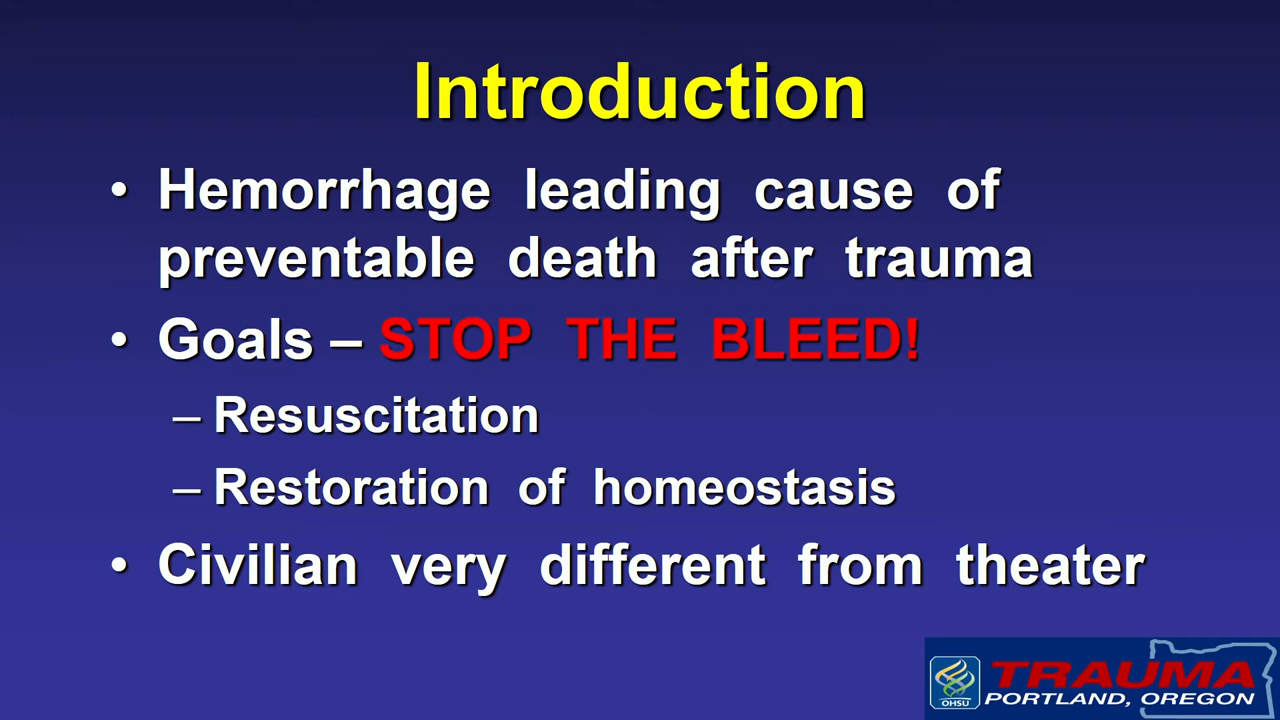 Introduction
• Hemorrhage leading cause of
preventable death after trauma
• Goals – STOP THE BLEED!
– Resuscitation
– Restoration of homeostasis
• Civilian very different from theater
OHSU
TRAUMA
PORTLAND, OREGON